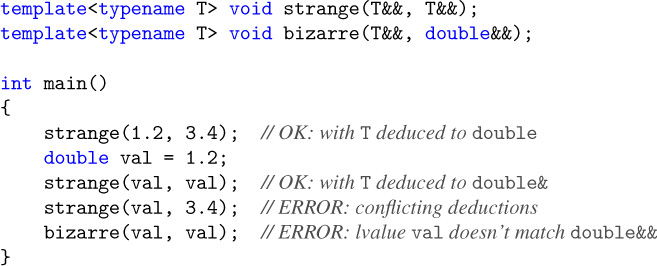 template<typename T> void strange(T&&, T&&);
template<typename T> void bizarre(T&&, double&&);
int main()
{
    strange(1.2, 3.4);  // OK: with T deduced to double
    double val = 1.2;
    strange(val, val);  // OK: with T deduced to double&
    strange(val, 3.4);  // ERROR: conflicting deductions
    bizarre(val, val);  // ERROR: lvalue val doesn’t match double&&
}